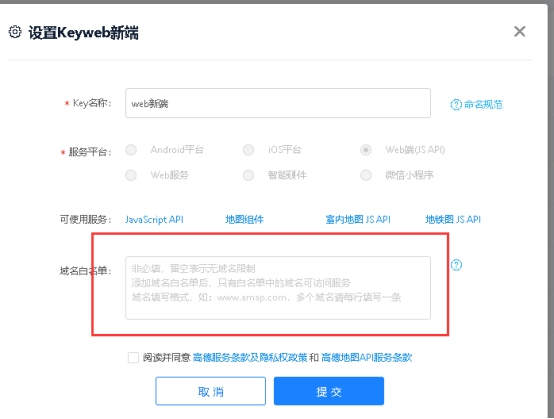 设置Keyweb新端
* Key名称： web新端 命名规范
* 服务平台： Android平台 iOS平台 Web端(JS API)
Web服务 智能硬件 微信小程序
可使用服务： JavaScript API 地图组件 室内地图 JS API 地铁图 JS API
域名白名单： 非必填，留空表示无域名限制
添加域名白名单后，只有白名单中的域名可访问服务
域名填写格式，如：www.amap.com，多个域名请每行填写一条
阅读并同意 高德服务条款及隐私权政策 和 高德地图API服务条款
取消 提交